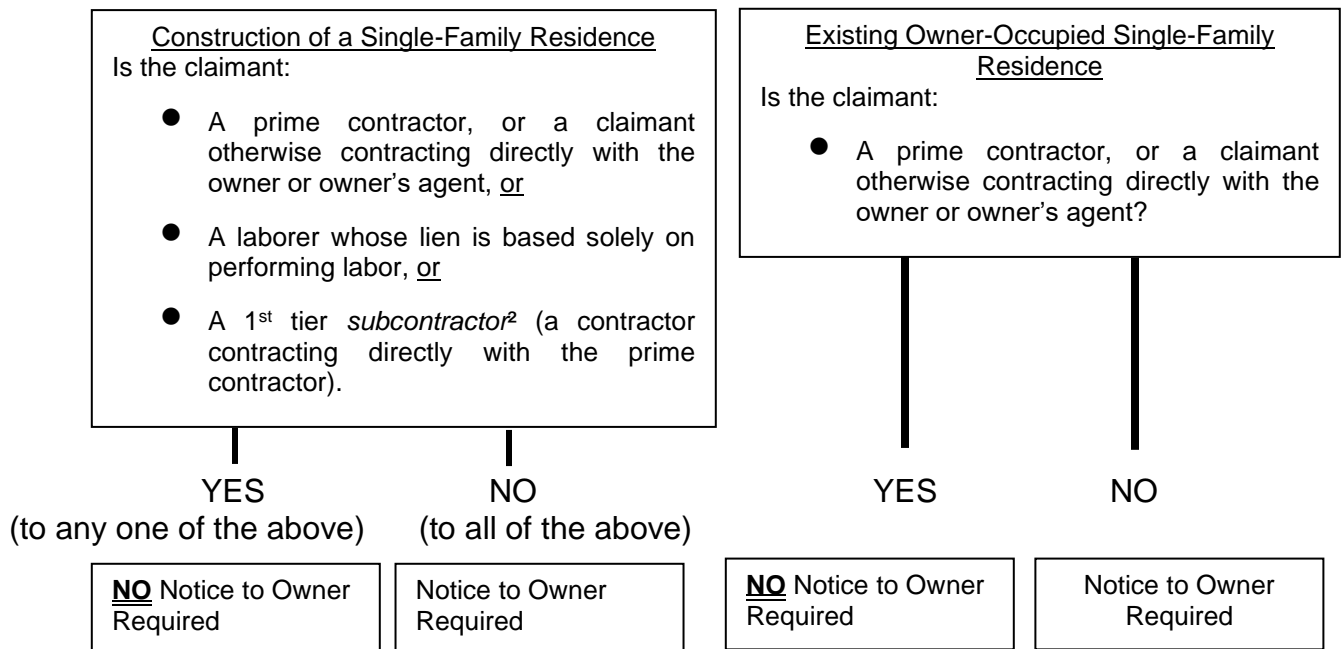 Construction of a Single-Family Residence
Is the claimant:
● A prime contractor, or a claimant
otherwise contracting directly with the
owner or owner’s agent, or
● A laborer whose lien is based solely on
performing labor, or
● A 1st tier subcontractor² (a contractor
contracting directly with the prime
contractor).
YES
(to any one of the above)
NO
(to all of the above)
NO Notice to Owner
Required
Notice to Owner
Required
Existing Owner-Occupied Single-Family
Residence
Is the claimant:
● A prime contractor, or a claimant
otherwise contracting directly with the
owner or owner’s agent?
YES
NO
NO Notice to Owner
Required
Notice to Owner
Required